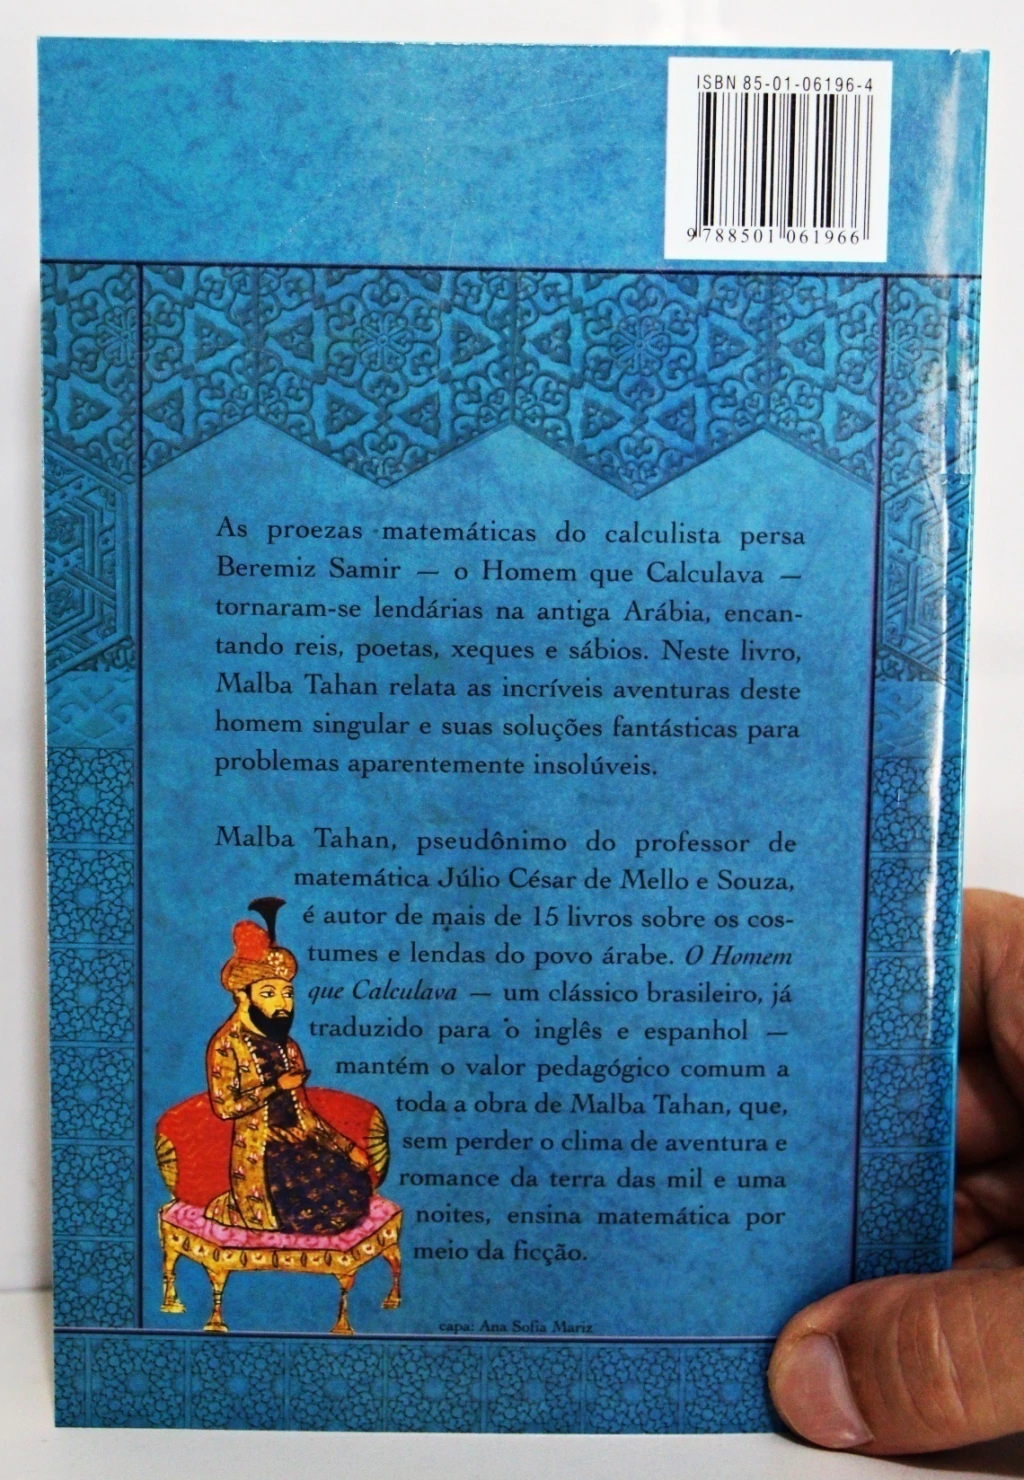 ISBN 85-01-06196-4
9 788501 061966
As proezas matemáticas do calculista persa
Beremiz Samir — o Homem que Calculava —
tornaram-se lendárias na antiga Arábia, encan-
tando reis, poetas, xeques e sábios. Neste livro,
Malba Tahan relata as incríveis aventuras deste
homem singular e suas soluções fantásticas para
problemas aparentemente insolúveis.
Malba Tahan, pseudônimo do professor de
matemática Júlio César de Mello e Souza,
é autor de mais de 15 livros sobre os cos-
tumes e lendas do povo árabe. O Homem
que Calculava — um clássico brasileiro, já
traduzido para o inglês e espanhol —
mantém o valor pedagógico comum a
toda a obra de Malba Tahan, que,
sem perder o clima de aventura e
romance da terra das mil e uma
noites, ensina matemática por
meio da ficção.
capa: Ana Sofia Mariz